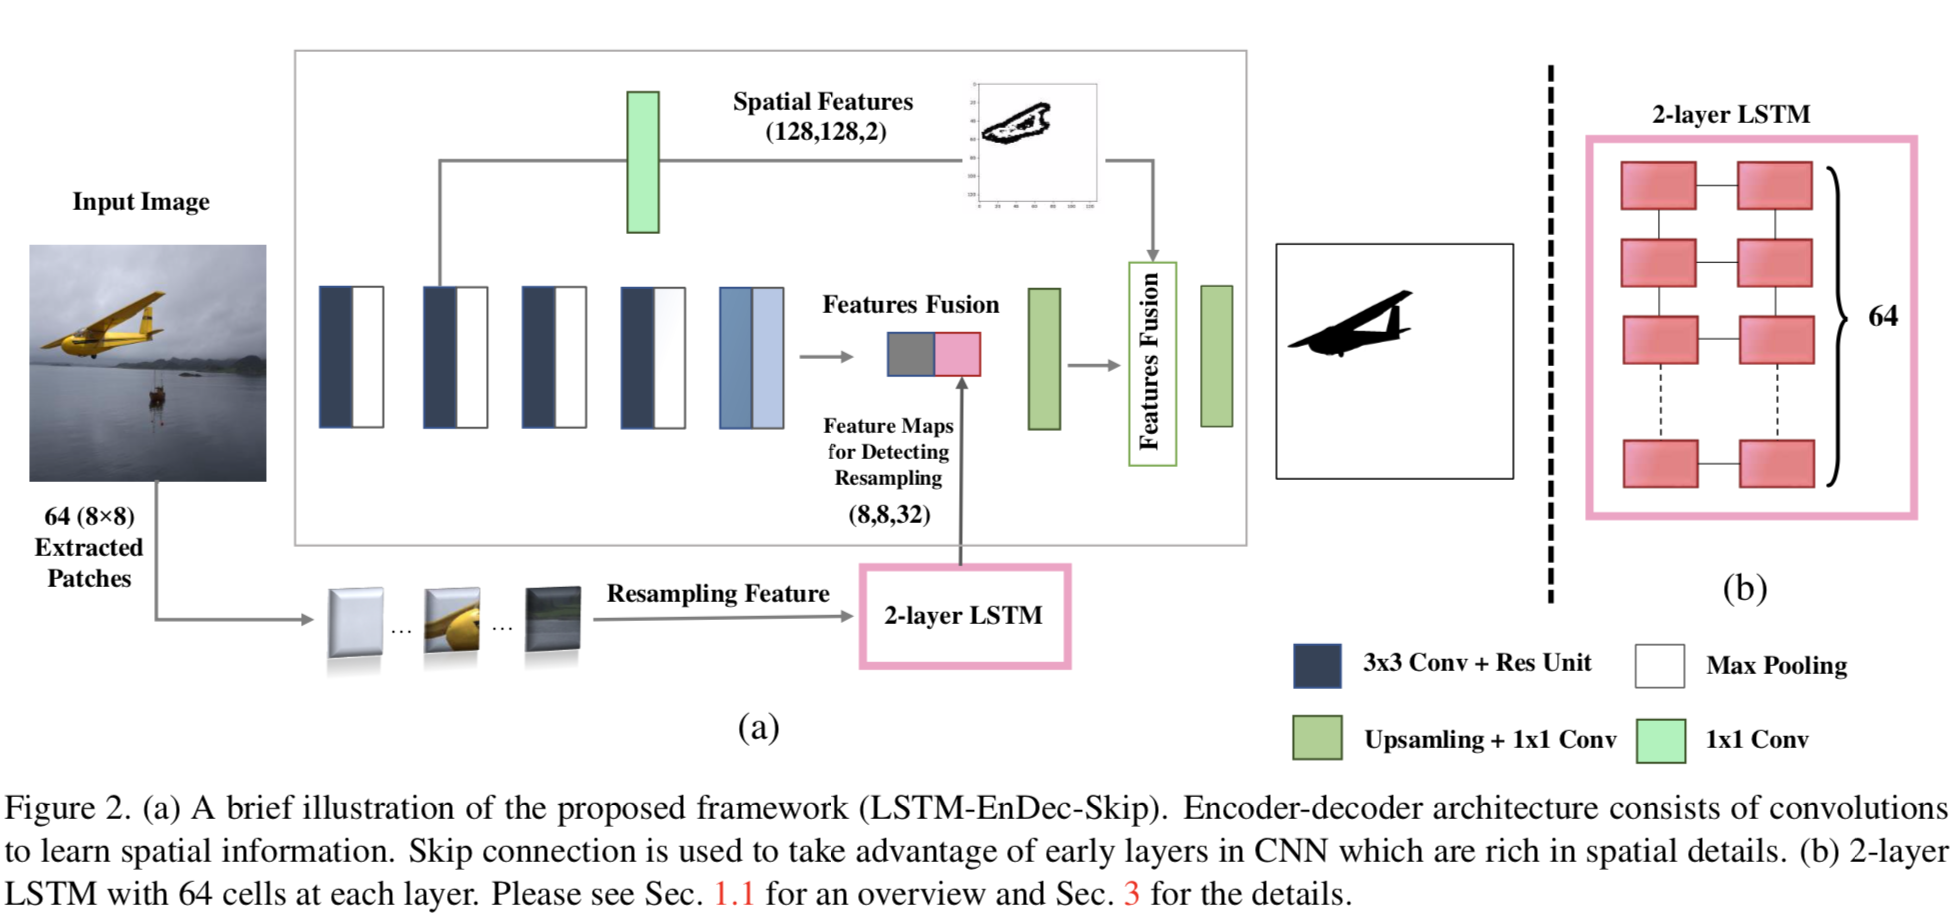 Input Image
64 (8×8)
Extracted
Patches
Spatial Features
(128,128,2)
Features Fusion
Feature Maps
for Detecting
Resampling
(8,8,32)
Features Fusion
Resampling Feature
2-layer LSTM
(a)
2-layer LSTM
64
(b)
3x3 Conv + Res Unit
Max Pooling
Upsamling + 1x1 Conv
1x1 Conv
Figure 2. (a) A brief illustration of the proposed framework (LSTM-EnDec-Skip). Encoder-decoder architecture consists of convolutions
to learn spatial information. Skip connection is used to take advantage of early layers in CNN which are rich in spatial details. (b) 2-layer
LSTM with 64 cells at each layer. Please see Sec. 1.1 for an overview and Sec. 3 for the details.